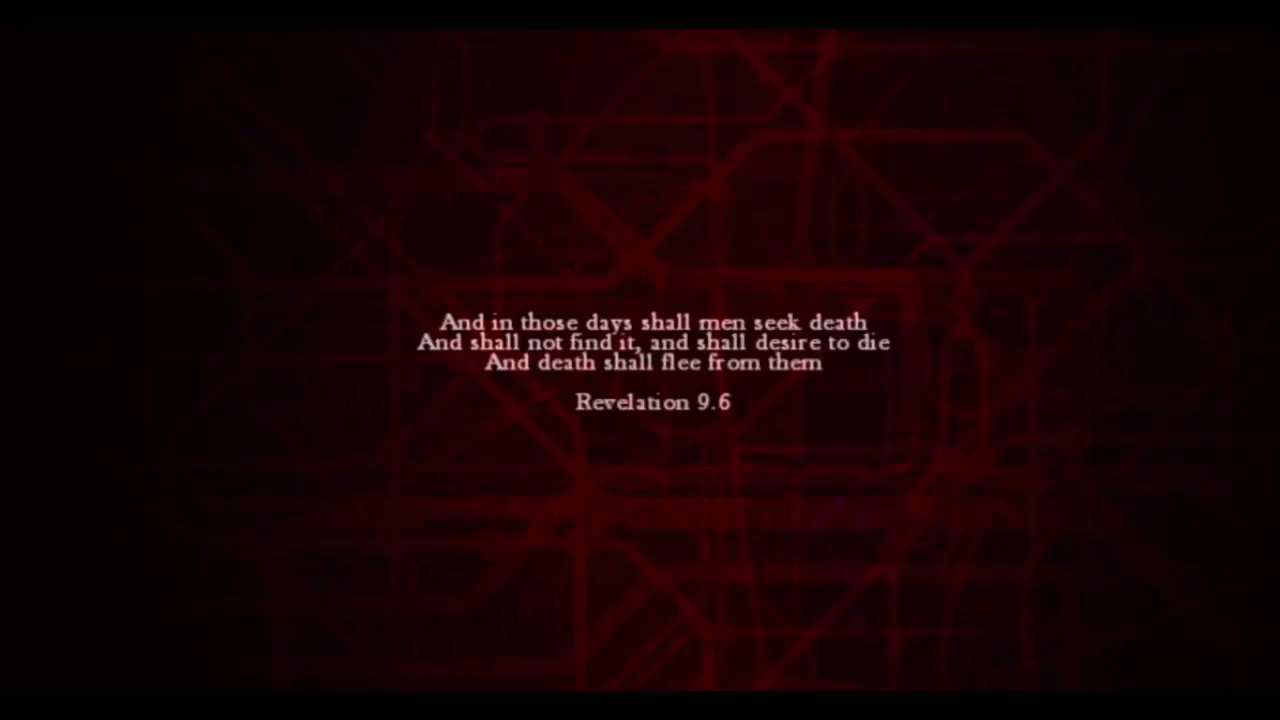 And in those days shall men seek death
And shall not find it, and shall desire to die
And death shall flee from them
Revelation 9.6